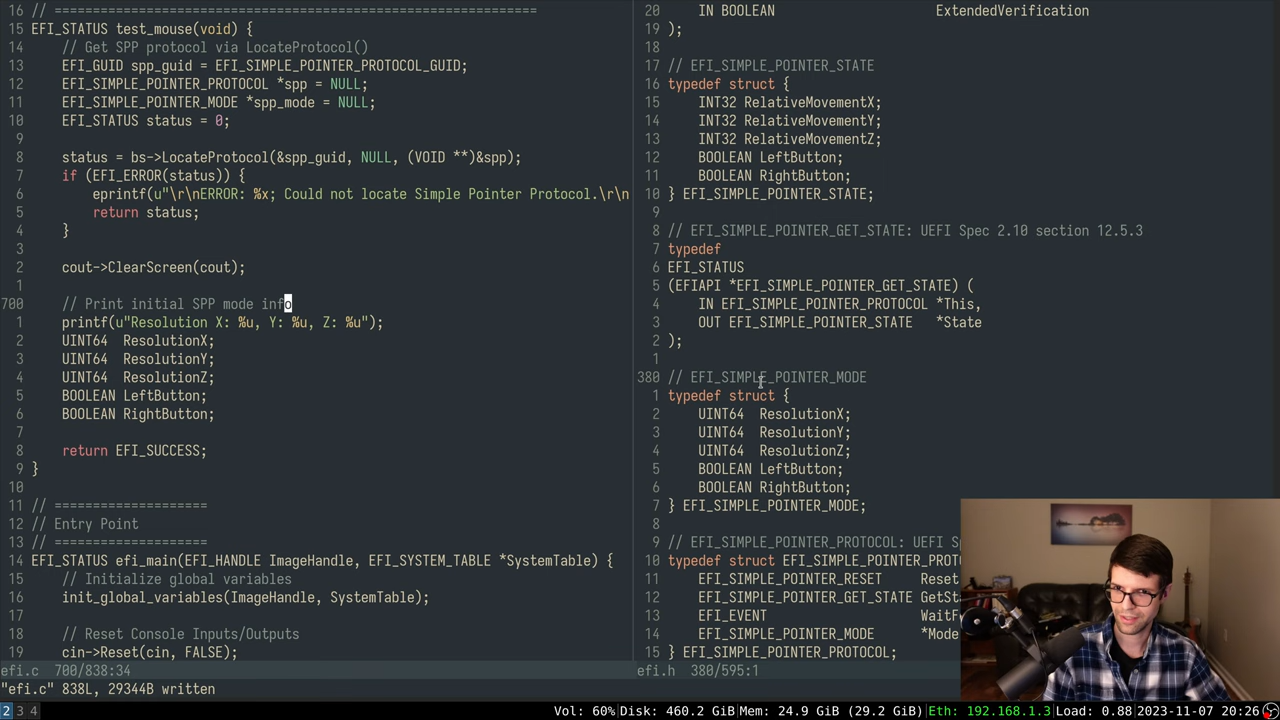 16 // ===============================================================
15 EFI_STATUS test_mouse(void) {
14     // Get SPP protocol via LocateProtocol()
13     EFI_GUID spp_guid = EFI_SIMPLE_POINTER_PROTOCOL_GUID;
12     EFI_SIMPLE_POINTER_PROTOCOL *spp = NULL;
11     EFI_SIMPLE_POINTER_MODE *spp_mode = NULL;
10     EFI_STATUS status = 0;
9
8     status = bs->LocateProtocol(&spp_guid, NULL, (VOID **)&spp);
7     if (EFI_ERROR(status)) {
6         eprintf(u"\r\nERROR: %x; Could not locate Simple Pointer Protocol.\r\n
5         return status;
4     }
3
2     cout->ClearScreen(cout);
1
700     // Print initial SPP mode info
1     printf(u"Resolution X: %u, Y: %u, Z: %u");
2     UINT64  ResolutionX;
3     UINT64  ResolutionY;
4     UINT64  ResolutionZ;
5     BOOLEAN LeftButton;
6     BOOLEAN RightButton;
7
8     return EFI_SUCCESS;
9 }
10
11 // ====================
12 // Entry Point
13 // ====================
14 EFI_STATUS efi_main(EFI_HANDLE ImageHandle, EFI_SYSTEM_TABLE *SystemTable) {
15     // Initialize global variables
16     init_global_variables(ImageHandle, SystemTable);
17
18     // Reset Console Inputs/Outputs
19     cin->Reset(cin, FALSE);
efi.c  700/838:34
"efi.c" 838L, 29344B written
20     IN BOOLEAN                     ExtendedVerification
19 );
18
17 // EFI_SIMPLE_POINTER_STATE
16 typedef struct {
15     INT32 RelativeMovementX;
14     INT32 RelativeMovementY;
13     INT32 RelativeMovementZ;
12     BOOLEAN LeftButton;
11     BOOLEAN RightButton;
10 } EFI_SIMPLE_POINTER_STATE;
9
8 // EFI_SIMPLE_POINTER_GET_STATE: UEFI Spec 2.10 section 12.5.3
7 typedef
6 EFI_STATUS
5 (EFIAPI *EFI_SIMPLE_POINTER_GET_STATE) (
4     IN EFI_SIMPLE_POINTER_PROTOCOL *This,
3     OUT EFI_SIMPLE_POINTER_STATE   *State
2 );
1
380 // EFI_SIMPLE_POINTER_MODE
1 typedef struct {
2     UINT64  ResolutionX;
3     UINT64  ResolutionY;
4     UINT64  ResolutionZ;
5     BOOLEAN LeftButton;
6     BOOLEAN RightButton;
7 } EFI_SIMPLE_POINTER_MODE;
8
9 // EFI_SIMPLE_POINTER_PROTOCOL: UEFI Sp
10 typedef struct EFI_SIMPLE_POINTER_PROTO
11     EFI_SIMPLE_POINTER_RESET     Reset
12     EFI_SIMPLE_POINTER_GET_STATE GetSt
13     EFI_EVENT                    WaitF
14     EFI_SIMPLE_POINTER_MODE      *Mode
15 } EFI_SIMPLE_POINTER_PROTOCOL;
efi.h  380/595:1
2 3 4
Vol: 60%|Disk: 460.2 GiB|Mem: 24.9 GiB (29.2 GiB)|Eth: 192.168.1.3|Load: 0.88|2023-11-07 20:26